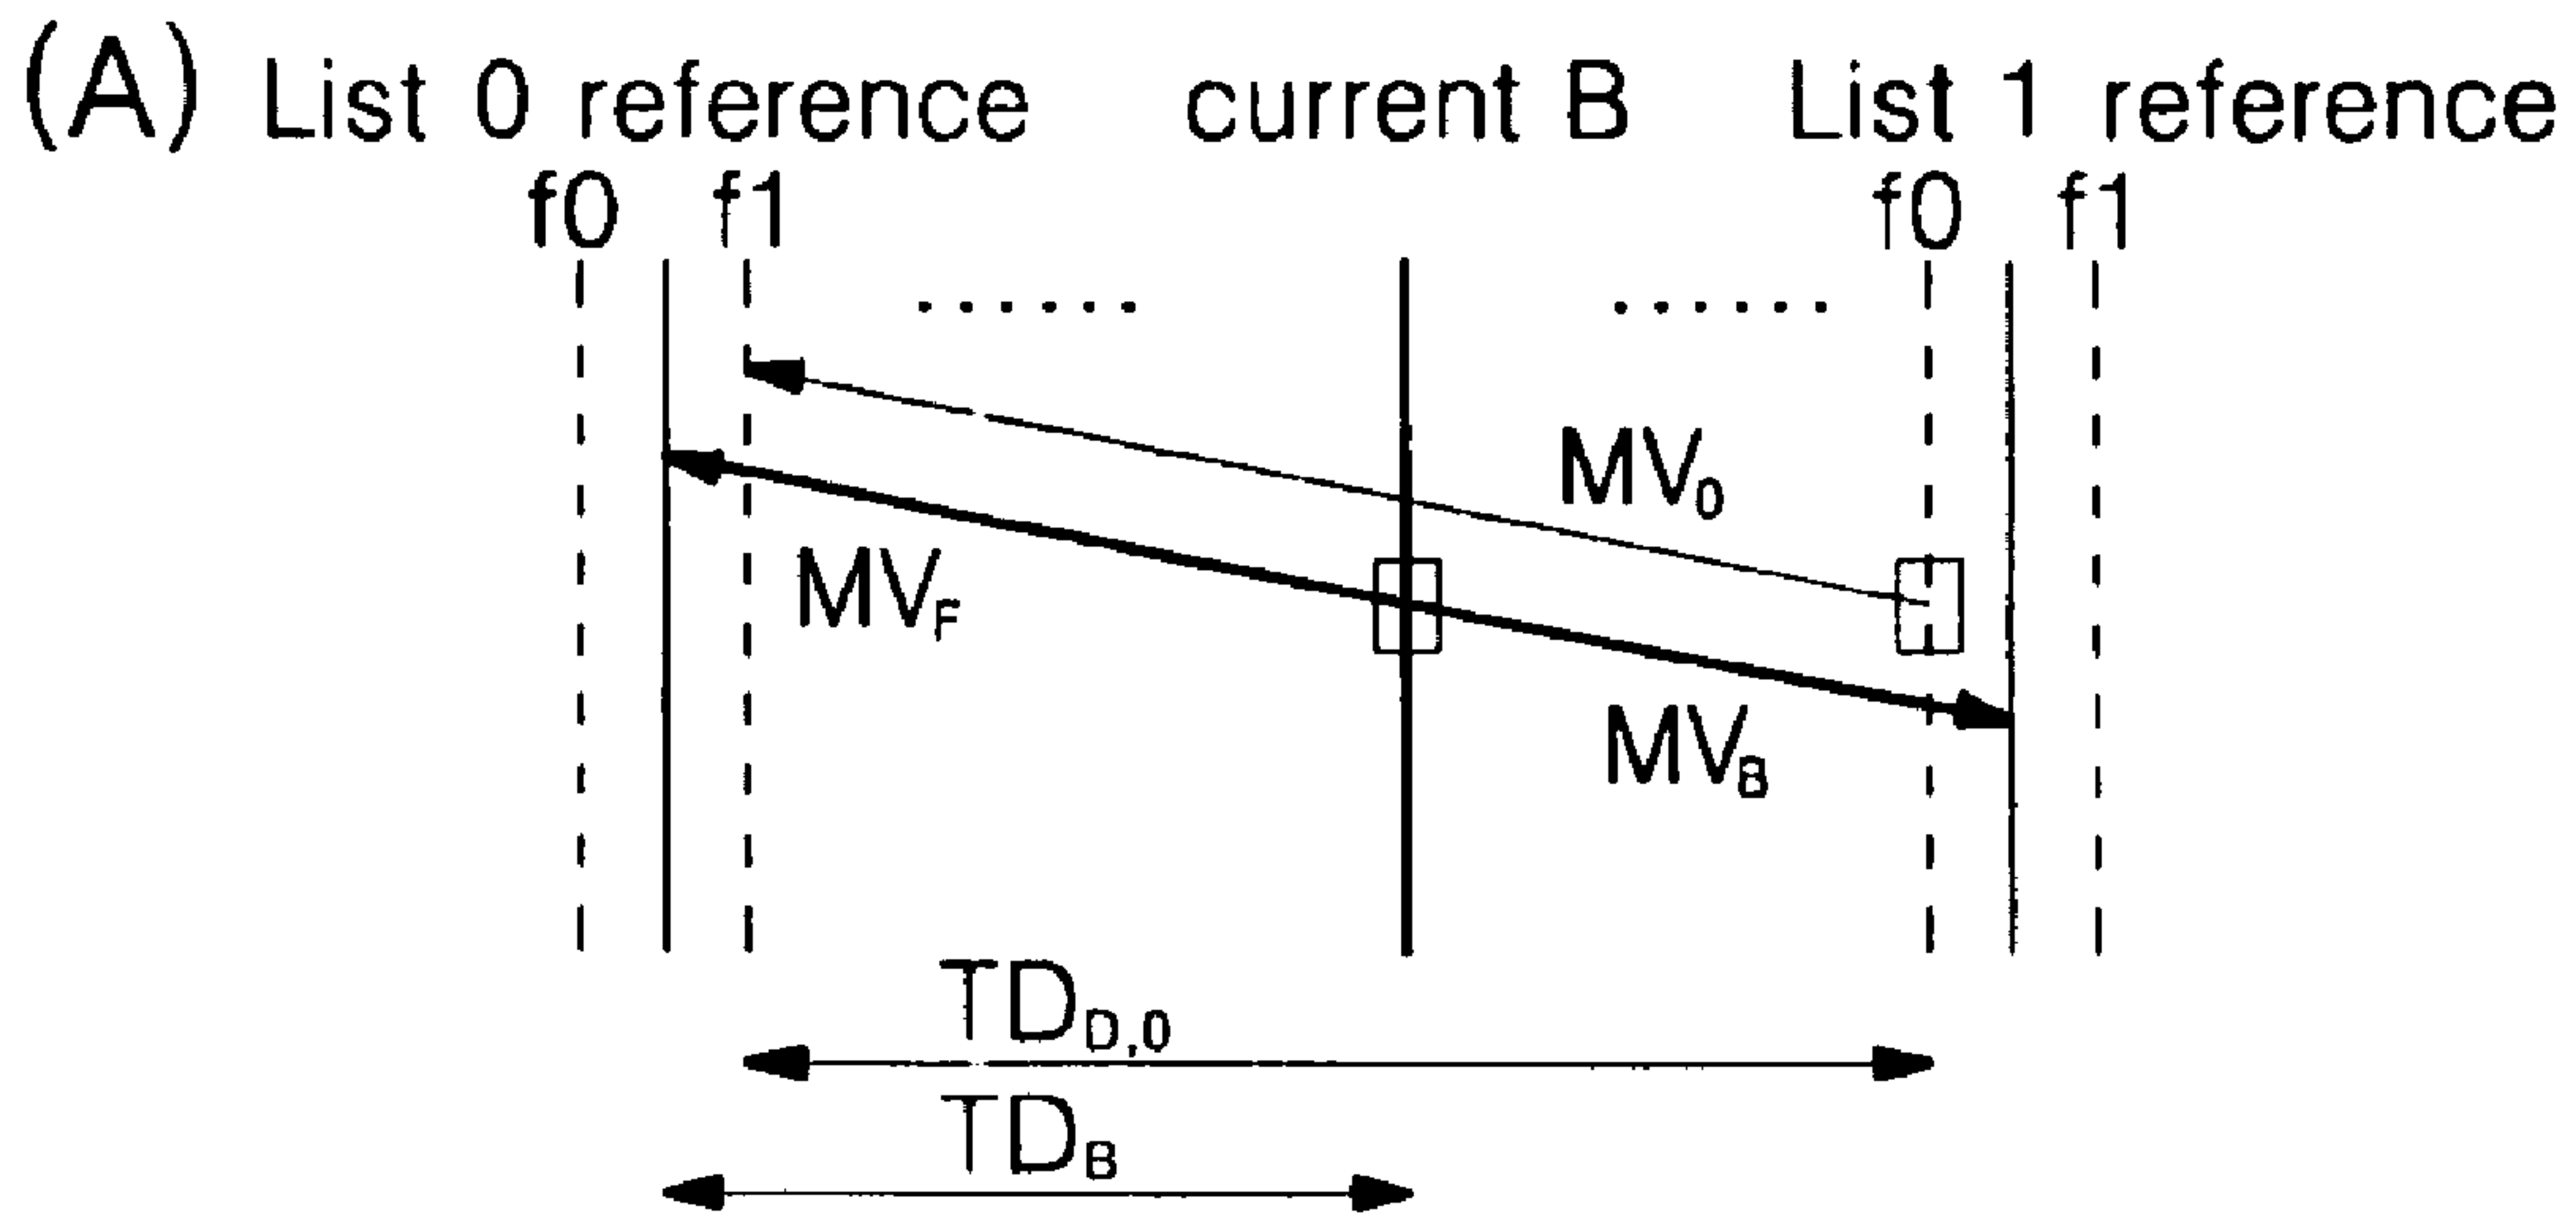 (A) List 0 reference current B List 1 reference
f0 f1 f0 f1
MV0
MVF
MVB
TDD,0
TDB